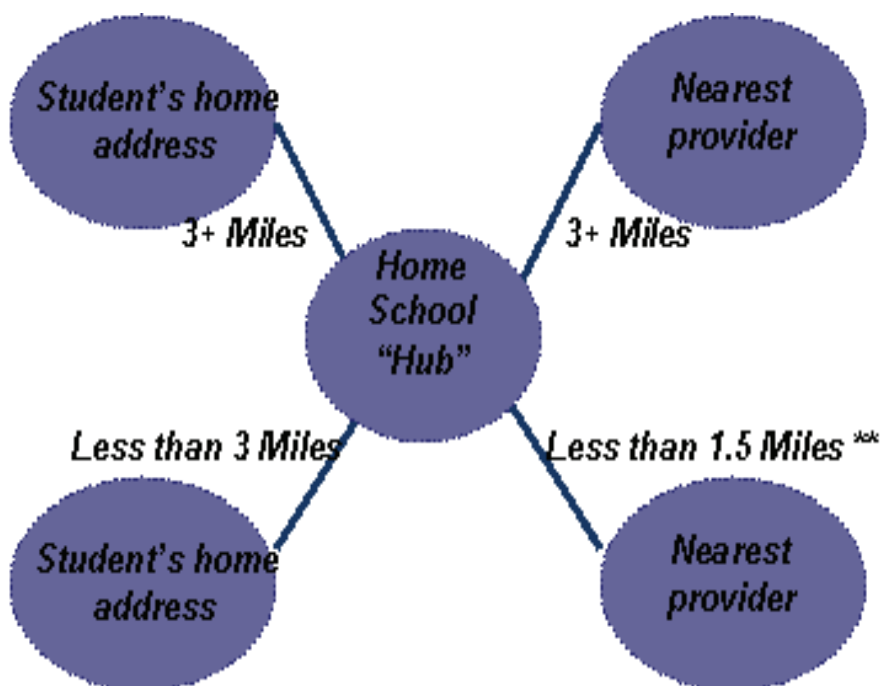 Student's home
address
Nearest
provider
3+ Miles
3+ Miles
Home
School
“Hub”
Less than 3 Miles
Less than 1.5 Miles **
Student's home
address
Nearest
provider